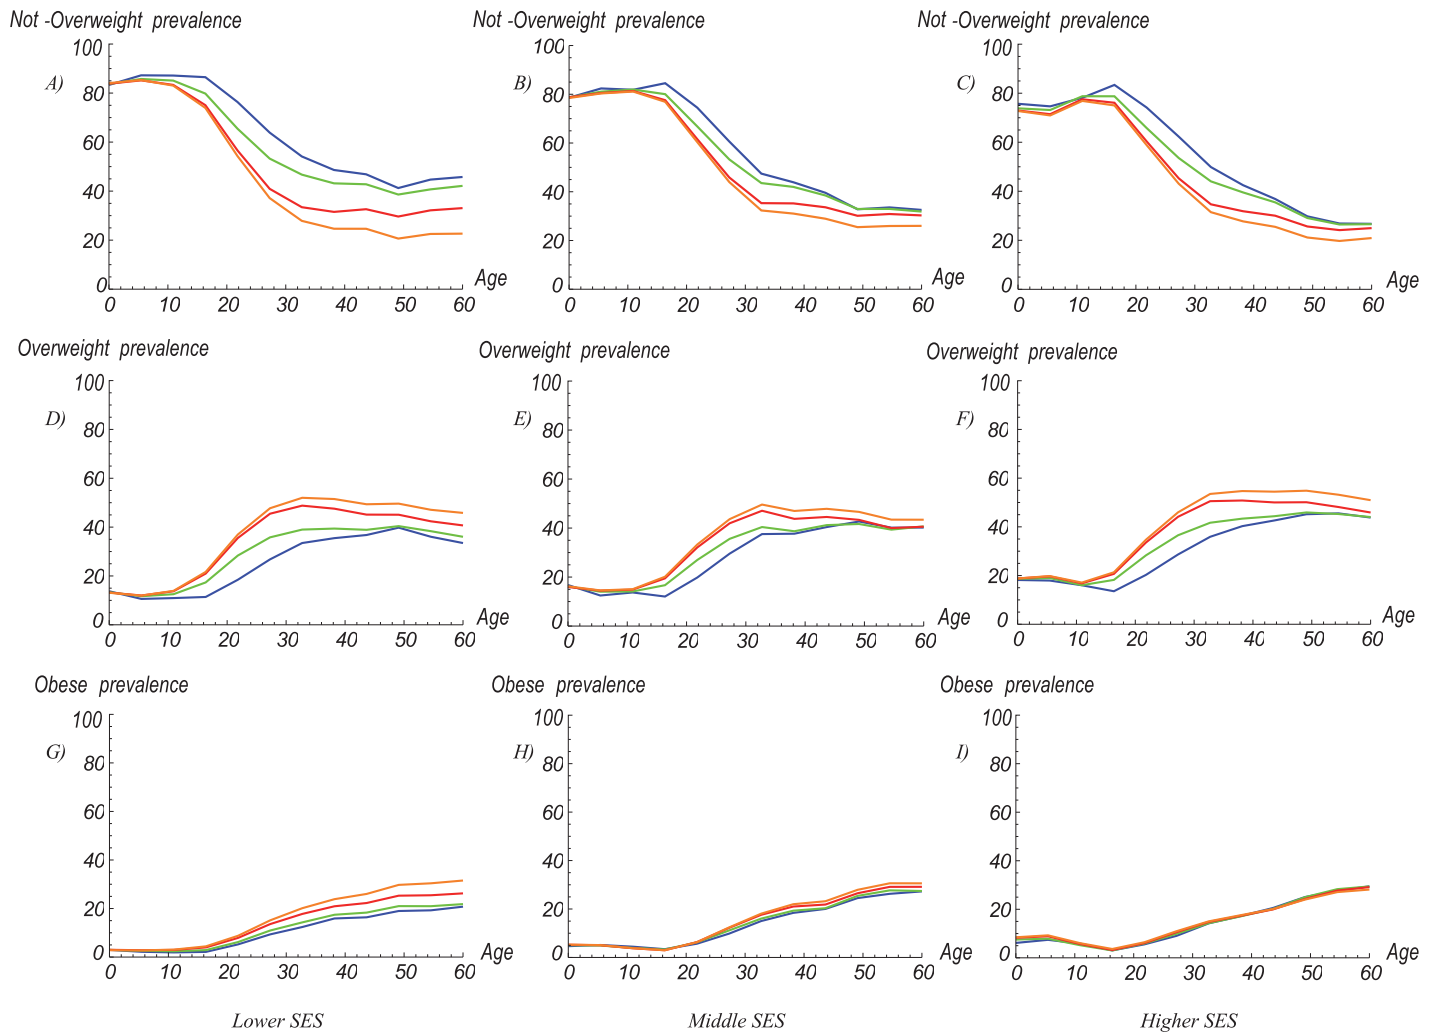 Not -Overweight prevalence Not -Overweight prevalence Not -Overweight prevalence
100 100 100
A) B) C)
80 80 80
60 60 60
40 40 40
20 20 20
0 Age 0 Age 0 Age
0 10 20 30 40 50 60 0 10 20 30 40 50 60 0 10 20 30 40 50 60
Overweight prevalence Overweight prevalence Overweight prevalence
100 100 100
D) E) F)
80 80 80
60 60 60
40 40 40
20 20 20
0 Age 0 Age 0 Age
0 10 20 30 40 50 60 0 10 20 30 40 50 60 0 10 20 30 40 50 60
Obese prevalence Obese prevalence Obese prevalence
100 100 100
G) H) I)
80 80 80
60 60 60
40 40 40
20 20 20
0 Age 0 Age 0 Age
0 10 20 30 40 50 60 0 10 20 30 40 50 60 0 10 20 30 40 50 60
Lower SES Middle SES Higher SES